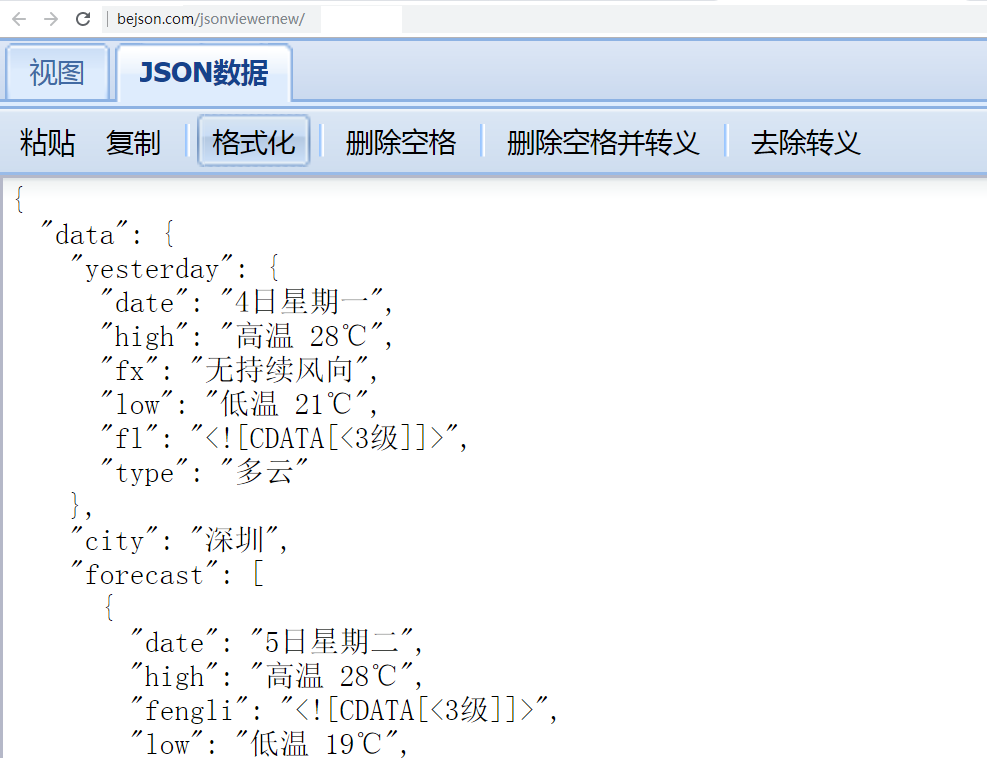 bejson.com/jsonviewernew/
视图 JSON数据
粘贴 复制 格式化 删除空格 删除空格并转义 去除转义
{
"data": {
"yesterday": {
"date": "4日星期一",
"high": "高温 28℃",
"fx": "无持续风向",
"low": "低温 21℃",
"fl": "<![CDATA[<3级]]>",
"type": "多云"
},
"city": "深圳",
"forecast": [
{
"date": "5日星期二",
"high": "高温 28℃",
"fengli": "<![CDATA[<3级]]>",
"low": "低温 19℃",